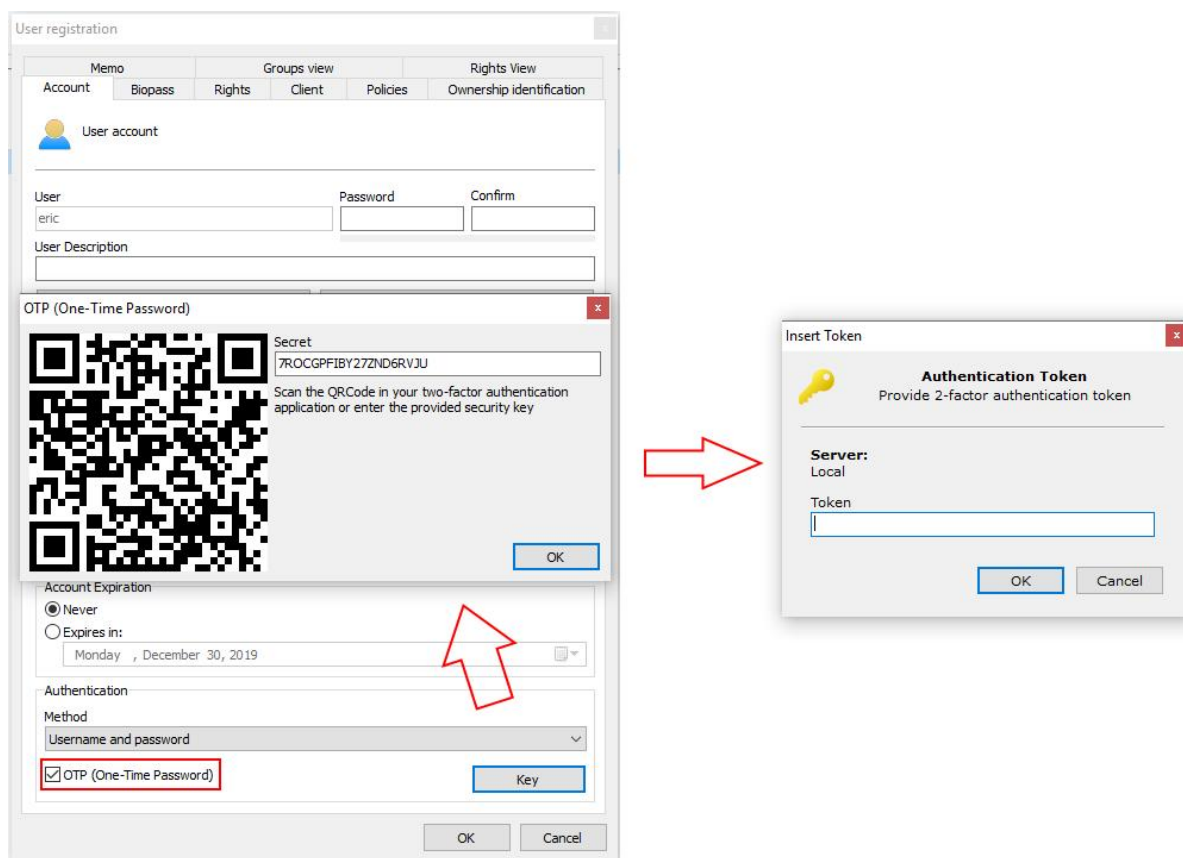 User registration
x
Memo
Groups view
Rights View
Account
Biopass
Rights
Client
Policies
Ownership identification
User account
User
Password
Confirm
eric
User Description
OTP (One-Time Password)
x
Secret
7ROCGPFIBY27ZND6RVJU
Scan the QRCode in your two-factor authentication
application or enter the provided security key
OK
Account Expiration
Never
Expires in:
Monday , December 30, 2019
Authentication
Method
Username and password
OTP (One-Time Password)
Key
OK
Cancel
Insert Token
x
Authentication Token
Provide 2-factor authentication token
Server:
Local
Token
OK
Cancel